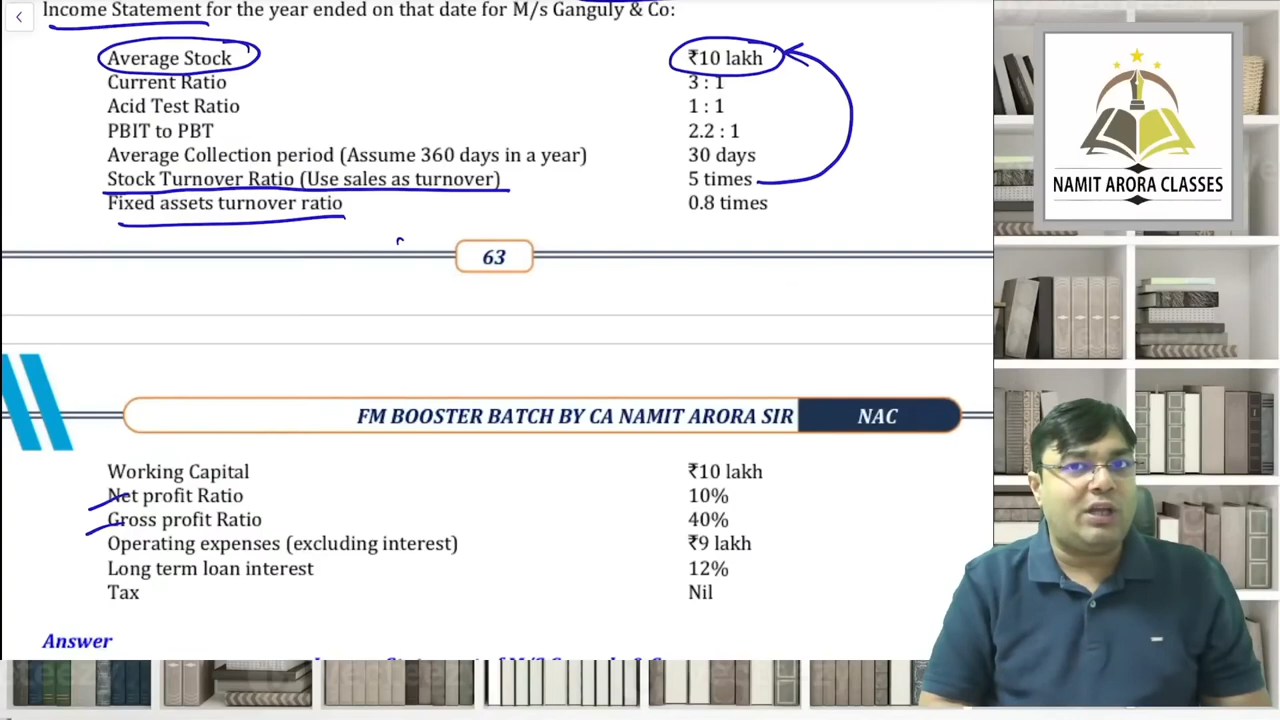 Income Statement for the year ended on that date for M/s Ganguly & Co:
Average Stock ₹10 lakh
Current Ratio 3 : 1
Acid Test Ratio 1 : 1
PBIT to PBT 2.2 : 1
Average Collection period (Assume 360 days in a year) 30 days
Stock Turnover Ratio (Use sales as turnover) 5 times
Fixed assets turnover ratio 0.8 times
63
FM BOOSTER BATCH BY CA NAMIT ARORA SIR NAC
Working Capital ₹10 lakh
Net profit Ratio 10%
Gross profit Ratio 40%
Operating expenses (excluding interest) ₹9 lakh
Long term loan interest 12%
Tax Nil
Answer
NAMIT ARORA CLASSES